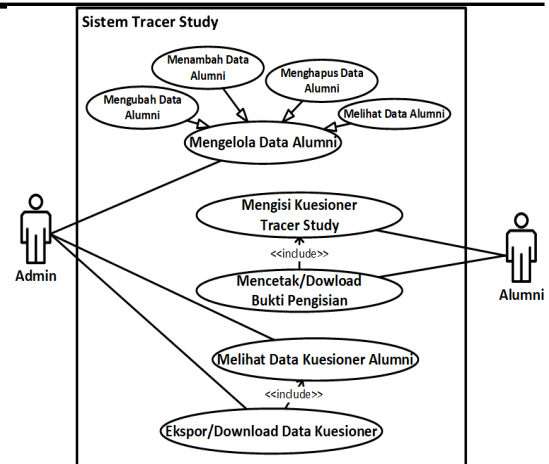 Sistem Tracer Study
Menambah Data
Alumni
Menghapus Data
Alumni
Mengubah Data
Alumni
Melihat Data Alumni
Mengelola Data Alumni
Mengisi Kuesioner
Tracer Study
<<include>>
Mencetak/Dowload
Bukti Pengisian
Admin
Alumni
Melihat Data Kuesioner Alumni
<<include>>
Ekspor/Download Data Kuesioner